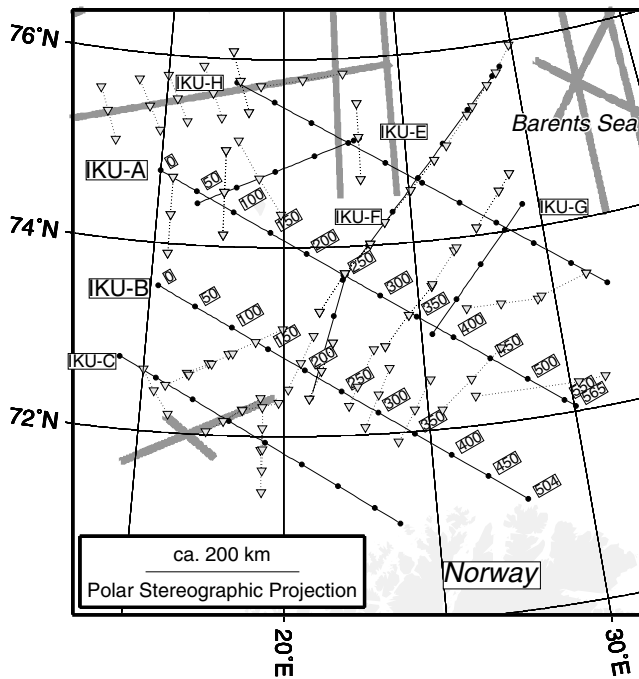 76°N
IKU-H
IKU-E
Barents Sea
IKU-A
0
50
100
150
200
250
300
350
400
450
500
550
565
IKU-F
IKU-G
74°N
IKU-B
0
50
100
150
200
250
300
350
400
450
504
IKU-C
72°N
ca. 200 km
Polar Stereographic Projection
Norway
20°E
30°E